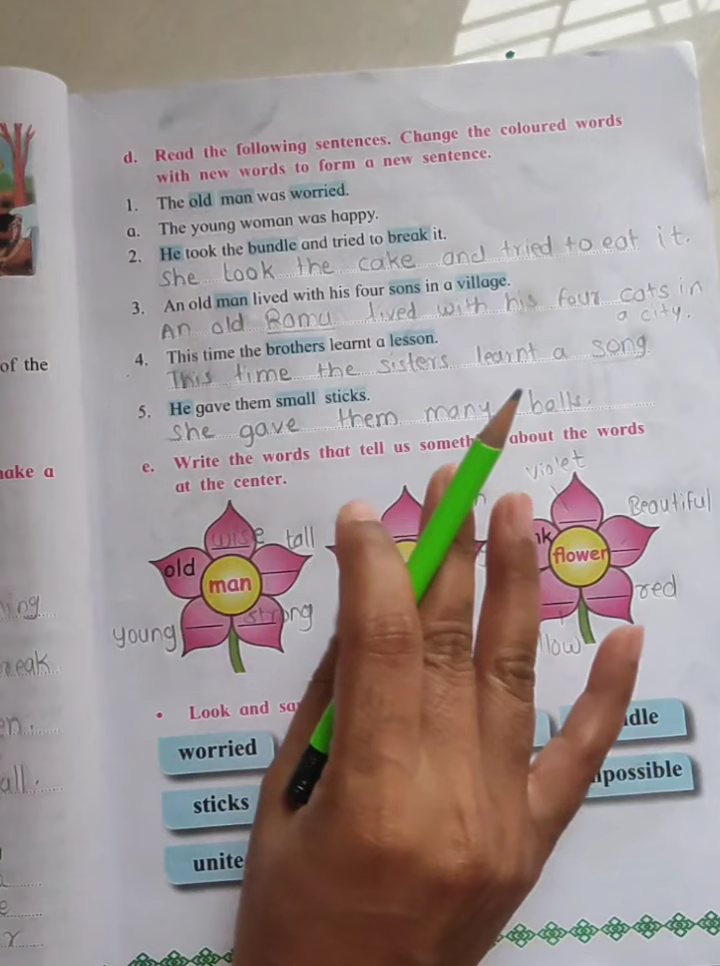 d. Read the following sentences. Change the coloured words
with new words to form a new sentence.
1. The old man was worried.
a. The young woman was happy.
2. He took the bundle and tried to break it.
She took the cake and tried to eat it.
3. An old man lived with his four sons in a village.
An old Ramu lived with his four cats in
a city.
4. This time the brothers learnt a lesson.
This time the sisters learnt a song
5. He gave them small sticks.
She gave them many balls.
e. Write the words that tell us about the words
at the center.
violet
Beautiful
wise tall
old
man
flower
young strong
red
• Look and
worried
sticks
unite
of the